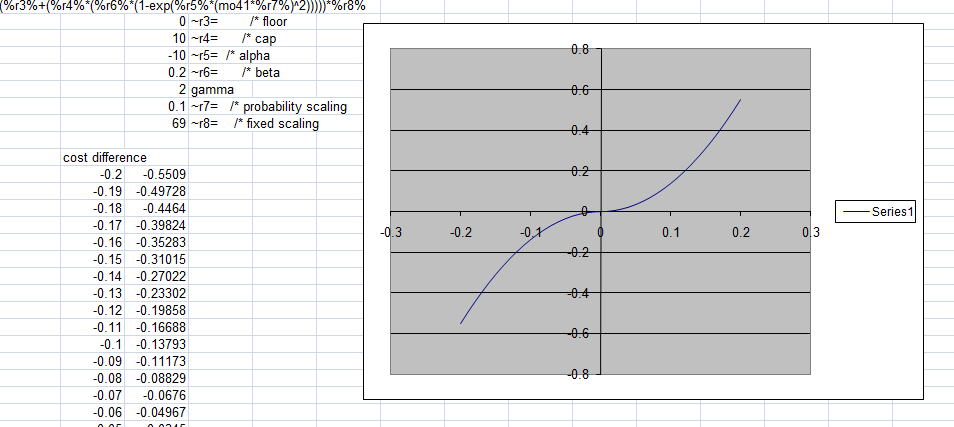 (%r3%+(%r4%*(%r6%*(1-exp(%r5%*(mo41*%r7%)^2)))))*%r8%
0 ~r3= /* floor
10 ~r4= /* cap
-10 ~r5= /* alpha
0.2 ~r6= /* beta
2 gamma
0.1 ~r7= /* probability scaling
69 ~r8= /* fixed scaling
cost difference
-0.2 -0.5509
-0.19 -0.49728
-0.18 -0.4464
-0.17 -0.39824
-0.16 -0.35283
-0.15 -0.31015
-0.14 -0.27022
-0.13 -0.23302
-0.12 -0.19858
-0.11 -0.16688
-0.1 -0.13793
-0.09 -0.11173
-0.08 -0.08829
-0.07 -0.0676
-0.06 -0.04967
0.8
0.6
0.4
0.2
0
-0.3 -0.2 -0.1 0 0.1 0.2 0.3
-0.2
-0.4
-0.6
-0.8
Series1